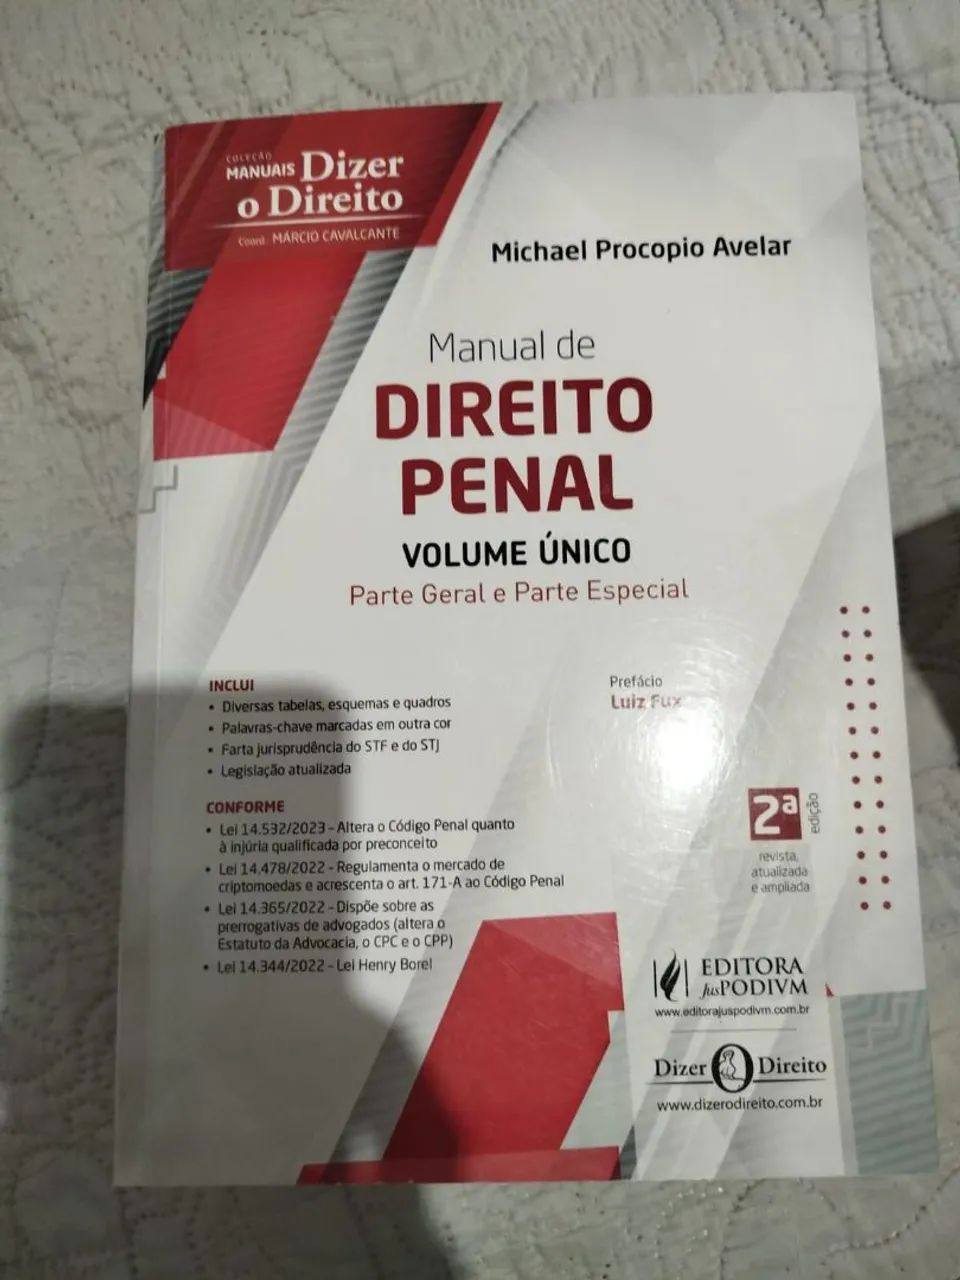 COLEÇÃO
MANUAIS Dizer
o Direito
Coord. MÁRCIO CAVALCANTE
Michael Procopio Avelar
Manual de
DIREITO
PENAL
VOLUME ÚNICO
Parte Geral e Parte Especial
INCLUI
• Diversas tabelas, esquemas e quadros
• Palavras-chave marcadas em outra cor
• Farta jurisprudência do STF e do STJ
• Legislação atualizada
Prefácio
Luiz Fux
CONFORME
• Lei 14.532/2023 – Altera o Código Penal quanto
à injúria qualificada por preconceito
• Lei 14.478/2022 – Regulamenta o mercado de
criptomoedas e acrescenta o art. 171-A ao Código Penal
• Lei 14.365/2022 – Dispõe sobre as
prerrogativas de advogados (altera o
Estatuto da Advocacia, o CPC e o CPP)
• Lei 14.344/2022 – Lei Henry Borel
2ª
edição
revista,
atualizada
e ampliada
EDITORA
JusPODIVM
www.editorajuspodivm.com.br
Dizer O Direito
www.dizerodireito.com.br